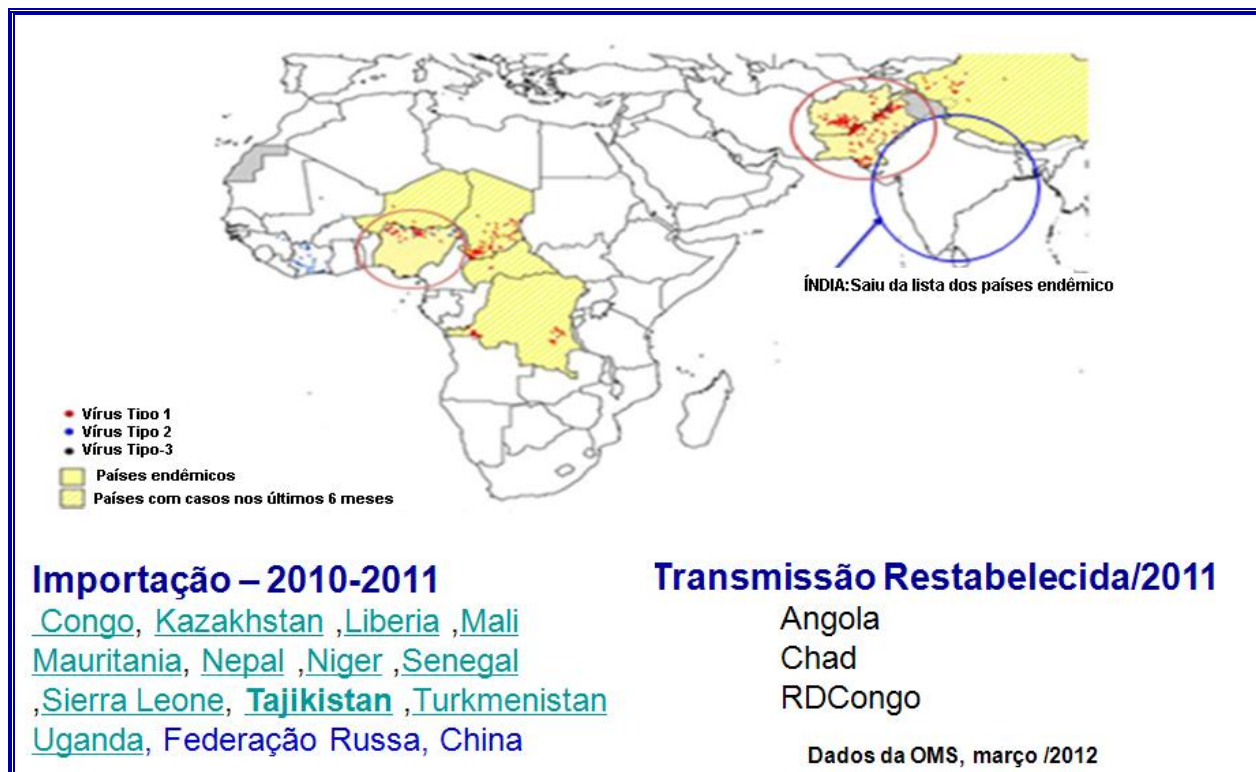 ÍNDIA:Saiu da lista dos países endêmico
Vírus Tipo 1
Vírus Tipo 2
Vírus Tipo-3
Países endêmicos
Países com casos nos últimos 6 meses
Importação – 2010-2011
Congo, Kazakhstan ,Liberia ,Mali
Mauritania, Nepal ,Niger ,Senegal
,Sierra Leone, Tajikistan ,Turkmenistan
Uganda, Federação Russa, China
Transmissão Restabelecida/2011
Angola
Chad
RDCongo
Dados da OMS, março /2012